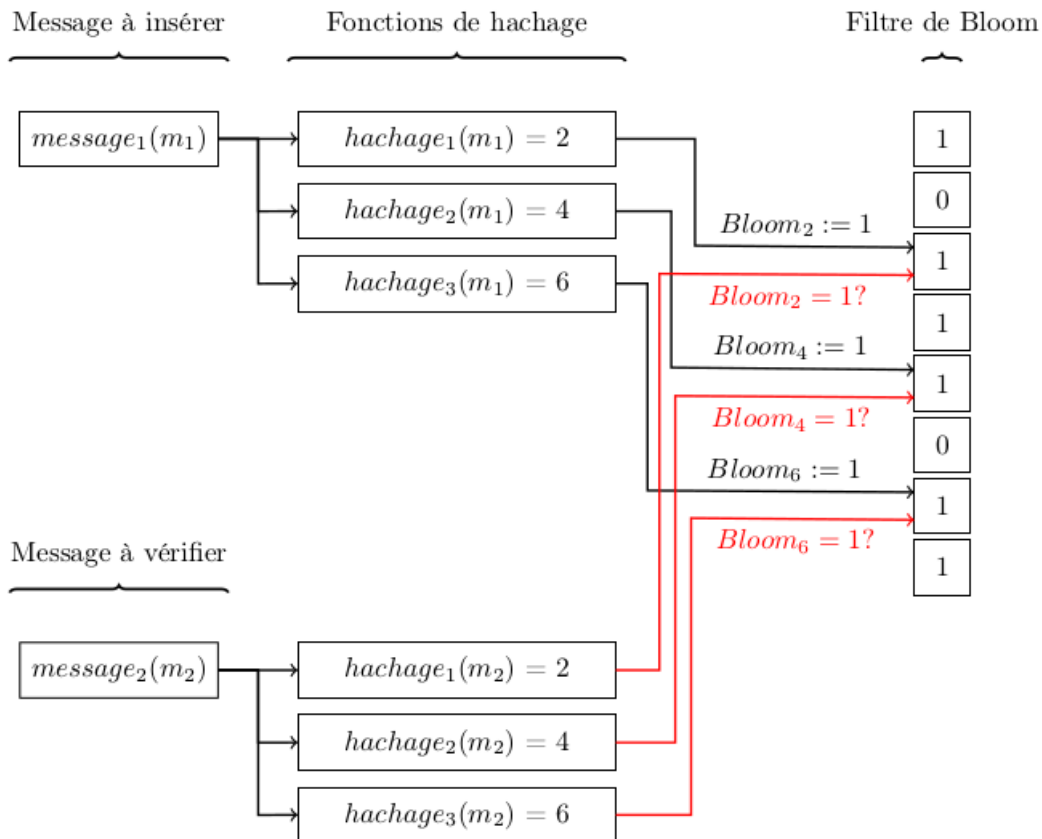 Message à insérer
Fonctions de hachage
Filtre de Bloom
message₁(m₁)
hachage₁(m₁) = 2
hachage₂(m₁) = 4
hachage₃(m₁) = 6
Bloom₂ := 1
Bloom₂ = 1?
Bloom₄ := 1
Bloom₄ = 1?
Bloom₆ := 1
Bloom₆ = 1?
1
0
1
1
1
0
1
1
Message à vérifier
message₂(m₂)
hachage₁(m₂) = 2
hachage₂(m₂) = 4
hachage₃(m₂) = 6